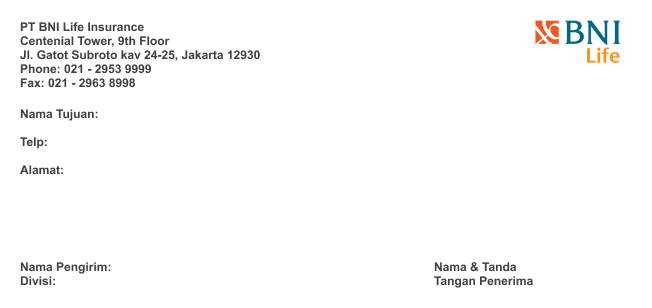 PT BNI Life Insurance
Centenial Tower, 9th Floor
Jl. Gatot Subroto kav 24-25, Jakarta 12930
Phone: 021 - 2953 9999
Fax: 021 - 2963 8998
BNI
Life
Nama Tujuan:
Telp:
Alamat:
Nama Pengirim:
Divisi:
Nama & Tanda
Tangan Penerima